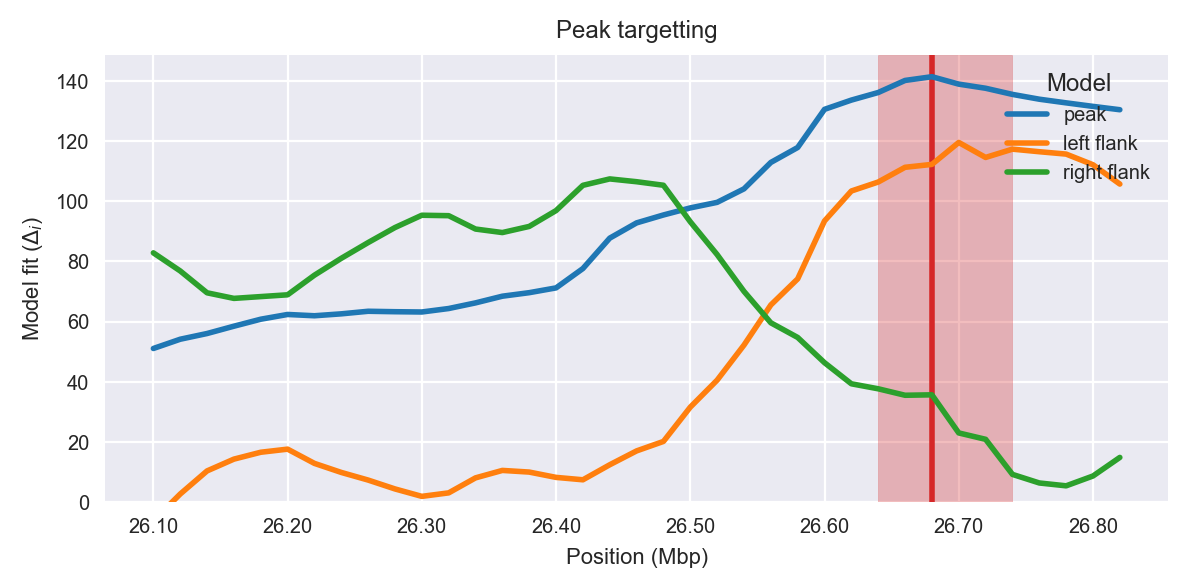 Peak targetting
Model fit (Δi)
140
120
100
80
60
40
20
0
Model
peak
left flank
right flank
26.10 26.20 26.30 26.40 26.50 26.60 26.70 26.80
Position (Mbp)